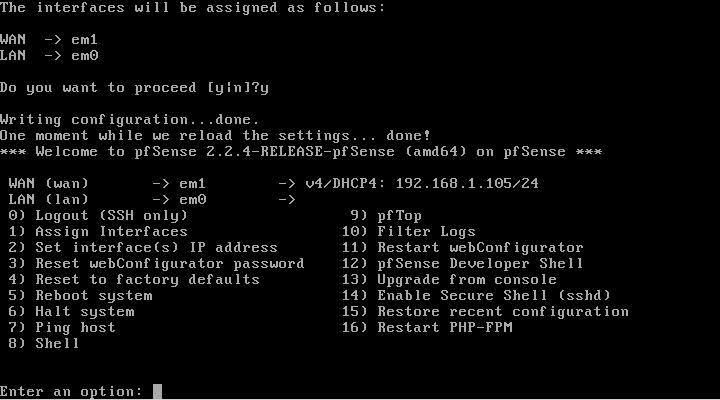 The interfaces will be assigned as follows:
WAN  -> em1
LAN  -> em0
Do you want to proceed [y|n]?y
Writing configuration...done.
One moment while we reload the settings... done!
*** Welcome to pfSense 2.2.4-RELEASE-pfSense (amd64) on pfSense ***
WAN (wan)       -> em1        -> v4/DHCP4: 192.168.1.105/24
LAN (lan)       -> em0        ->
0) Logout (SSH only)                  9) pfTop
1) Assign Interfaces                 10) Filter Logs
2) Set interface(s) IP address       11) Restart webConfigurator
3) Reset webConfigurator password    12) pfSense Developer Shell
4) Reset to factory defaults         13) Upgrade from console
5) Reboot system                     14) Enable Secure Shell (sshd)
6) Halt system                       15) Restore recent configuration
7) Ping host                         16) Restart PHP-FPM
8) Shell
Enter an option: